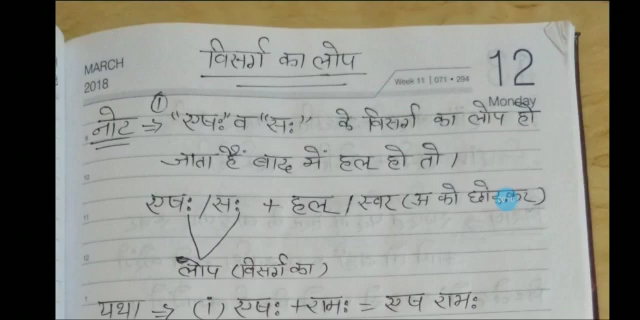 MARCH
2018
विसर्ग का लोप
Week 11 | 071 • 294
12
Monday
नोट ⇒ ① "एषः" व "सः" के विसर्ग का लोप हो
जाता हैं बाद में हल हो तो।
एषः / सः + हल / स्वर (अ को छोड़कर)
लोप (विसर्ग का)
यथा ⇒ (i) एषः + रामः = एष रामः